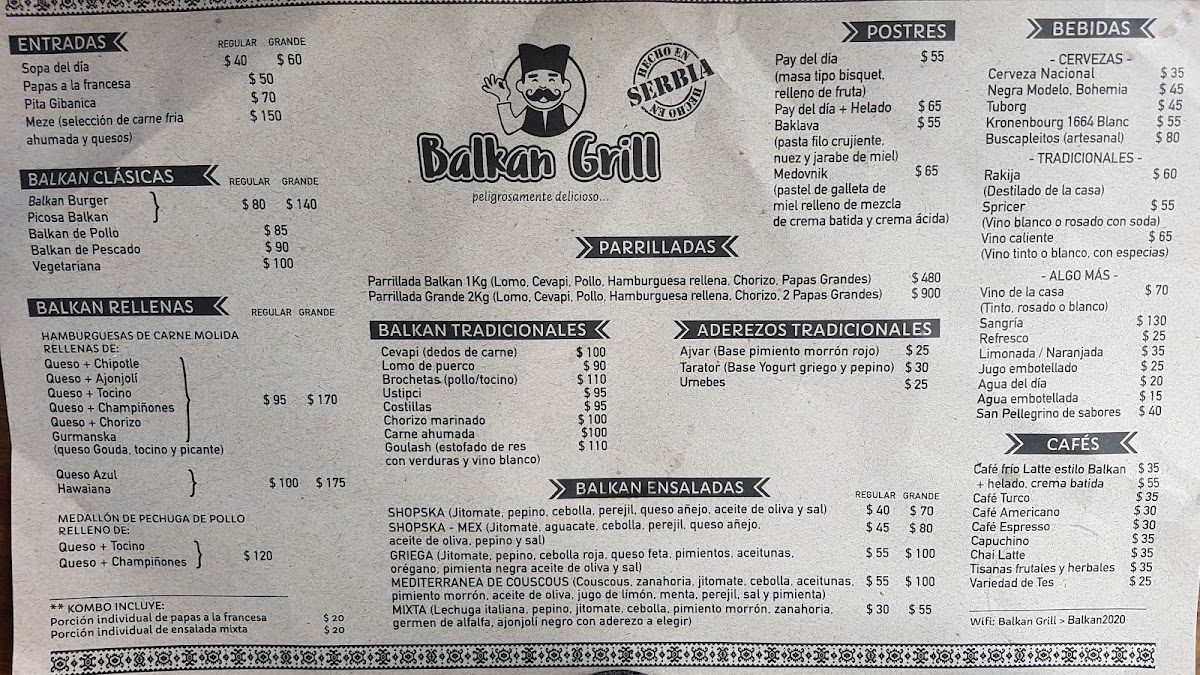 ENTRADAS REGULAR GRANDE
Sopa del día $ 40 $ 60
Papas a la francesa $ 50
Pita Gibanica $ 70
Meze (selección de carne fria $ 150
ahumada y quesos)
BALKAN CLÁSICAS REGULAR GRANDE
Balkan Burger
Picosa Balkan
$ 80 $ 140
Balkan de Pollo $ 85
Balkan de Pescado $ 90
Vegetariana $ 100
BALKAN RELLENAS REGULAR GRANDE
HAMBURGUESAS DE CARNE MOLIDA
RELLENAS DE:
Queso + Chipotle
Queso + Ajonjolí
Queso + Tocino
Queso + Champiñones $ 95 $ 170
Queso + Chorizo
Gurmanska
(queso Gouda, tocino y picante)
Queso Azul
Hawaiana
$ 100 $ 175
MEDALLÓN DE PECHUGA DE POLLO
RELLENO DE:
Queso + Tocino
Queso + Champiñones
$ 120
** KOMBO INCLUYE:
Porción individual de papas a la francesa $ 20
Porción individual de ensalada mixta $ 20
HECHO EN
SERBIA
HECHO EN
Balkan Grill
peligrosamente delicioso...
POSTRES
Pay del día $ 55
(masa tipo bisquet,
relleno de fruta)
Pay del día + Helado $ 65
Baklava $ 55
(pasta filo crujiente,
nuez y jarabe de miel)
Medovnik $ 65
(pastel de galleta de
miel relleno de mezcla
de crema batida y crema ácida)
PARRILLADAS
Parrillada Balkan 1Kg (Lomo, Cevapi, Pollo, Hamburguesa rellena, Chorizo, Papas Grandes) $ 480
Parrillada Grande 2Kg (Lomo, Cevapi, Pollo, Hamburguesa rellena, Chorizo, 2 Papas Grandes) $ 900
BALKAN TRADICIONALES
Cevapi (dedos de carne) $ 100
Lomo de puerco $ 90
Brochetas (pollo/tocino) $ 110
Ustipci $ 95
Costillas $ 95
Chorizo marinado $ 100
Carne ahumada $100
Goulash (estofado de res $ 110
con verduras y vino blanco)
ADEREZOS TRADICIONALES
Ajvar (Base pimiento morrón rojo) $ 25
Tarator (Base Yogurt griego y pepino) $ 30
Urnebes $ 25
BALKAN ENSALADAS REGULAR GRANDE
SHOPSKA (Jitomate, pepino, cebolla, perejil, queso añejo, aceite de oliva y sal) $ 40 $ 70
SHOPSKA - MEX (Jitomate, aguacate, cebolla, perejil, queso añejo, $ 45 $ 80
aceite de oliva, pepino y sal)
GRIEGA (Jitomate, pepino, cebolla roja, queso feta, pimientos, aceitunas, $ 55 $ 100
orégano, pimienta negra aceite de oliva y sal)
MEDITERRANEA DE COUSCOUS (Couscous, zanahoria, jitomate, cebolla, aceitunas, $ 55 $ 100
pimiento morrón, aceite de oliva, jugo de limón, menta, perejil, sal y pimienta)
MIXTA (Lechuga italiana, pepino, jitomate, cebolla, pimiento morrón, zanahoria, $ 30 $ 55
germen de alfalfa, ajonjolí negro con aderezo a elegir)
BEBIDAS
- CERVEZAS -
Cerveza Nacional $ 35
Negra Modelo, Bohemia $ 45
Tuborg $ 45
Kronenbourg 1664 Blanc $ 55
Buscapleitos (artesanal) $ 80
- TRADICIONALES -
Rakija $ 60
(Destilado de la casa)
Spricer $ 55
(Vino blanco o rosado con soda)
Vino caliente $ 65
(Vino tinto o blanco, con especias)
- ALGO MÁS -
Vino de la casa $ 70
(Tinto, rosado o blanco)
Sangría $ 130
Refresco $ 25
Limonada / Naranjada $ 35
Jugo embotellado $ 25
Agua del día $ 20
Agua embotellada $ 15
San Pellegrino de sabores $ 40
CAFÉS
Café frío Latte estilo Balkan $ 35
+ helado, crema batida $ 55
Café Turco $ 35
Café Americano $ 30
Café Espresso $ 30
Capuchino $ 35
Chai Latte $ 35
Tisanas frutales y herbales $ 35
Variedad de Tes $ 25
Wifi: Balkan Grill > Balkan2020